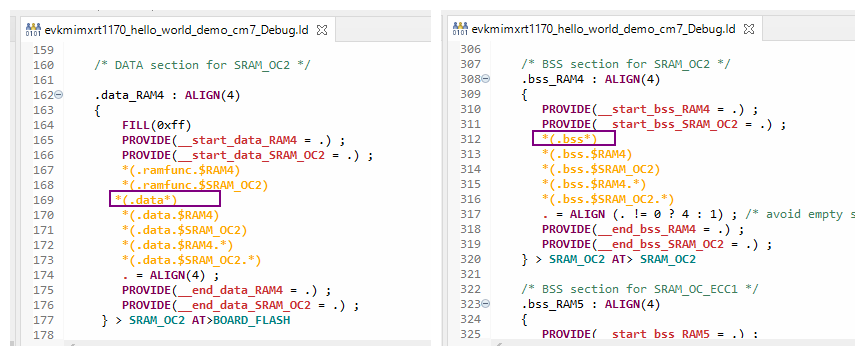 evkmimxrt1170_hello_world_demo_cm7_Debug.ld
159
160 /* DATA section for SRAM_OC2 */
161
162 .data_RAM4 : ALIGN(4)
163 {
164 FILL(0xff)
165 PROVIDE(__start_data_RAM4 = .) ;
166 PROVIDE(__start_data_SRAM_OC2 = .) ;
167 *(.ramfunc.$RAM4)
168 *(.ramfunc.$SRAM_OC2)
169 *(.data*)
170 *(.data.$RAM4)
171 *(.data.$SRAM_OC2)
172 *(.data.$RAM4.*)
173 *(.data.$SRAM_OC2.*)
174 . = ALIGN(4) ;
175 PROVIDE(__end_data_RAM4 = .) ;
176 PROVIDE(__end_data_SRAM_OC2 = .) ;
177 } > SRAM_OC2 AT>BOARD_FLASH
178
evkmimxrt1170_hello_world_demo_cm7_Debug.ld
306
307 /* BSS section for SRAM_OC2 */
308 .bss_RAM4 : ALIGN(4)
309 {
310 PROVIDE(__start_bss_RAM4 = .) ;
311 PROVIDE(__start_bss_SRAM_OC2 = .) ;
312 *(.bss*)
313 *(.bss.$RAM4)
314 *(.bss.$SRAM_OC2)
315 *(.bss.$RAM4.*)
316 *(.bss.$SRAM_OC2.*)
317 . = ALIGN (. != 0 ? 4 : 1) ; /* avoid empty s
318 PROVIDE(__end_bss_RAM4 = .) ;
319 PROVIDE(__end_bss_SRAM_OC2 = .) ;
320 } > SRAM_OC2 AT> SRAM_OC2
321
322 /* BSS section for SRAM_OC_ECC1 */
323 .bss_RAM5 : ALIGN(4)
324 {
325 PROVIDE(__start_bss_RAM5 = .) ;